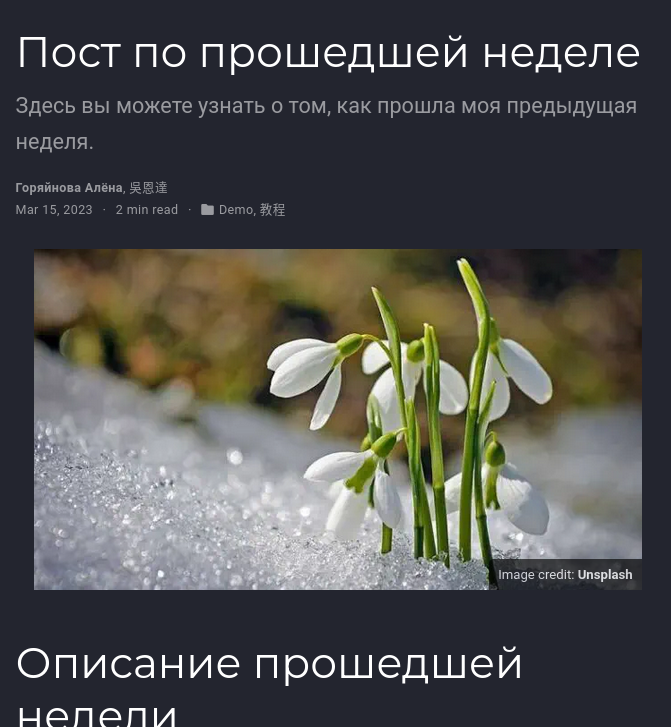 Пост по прошедшей неделе
Здесь вы можете узнать о том, как прошла моя предыдущая
неделя.
Горяйнова Алёна, 吳恩達
Mar 15, 2023 · 2 min read · Demo, 教程
Image credit: Unsplash
Описание прошедшей
недели